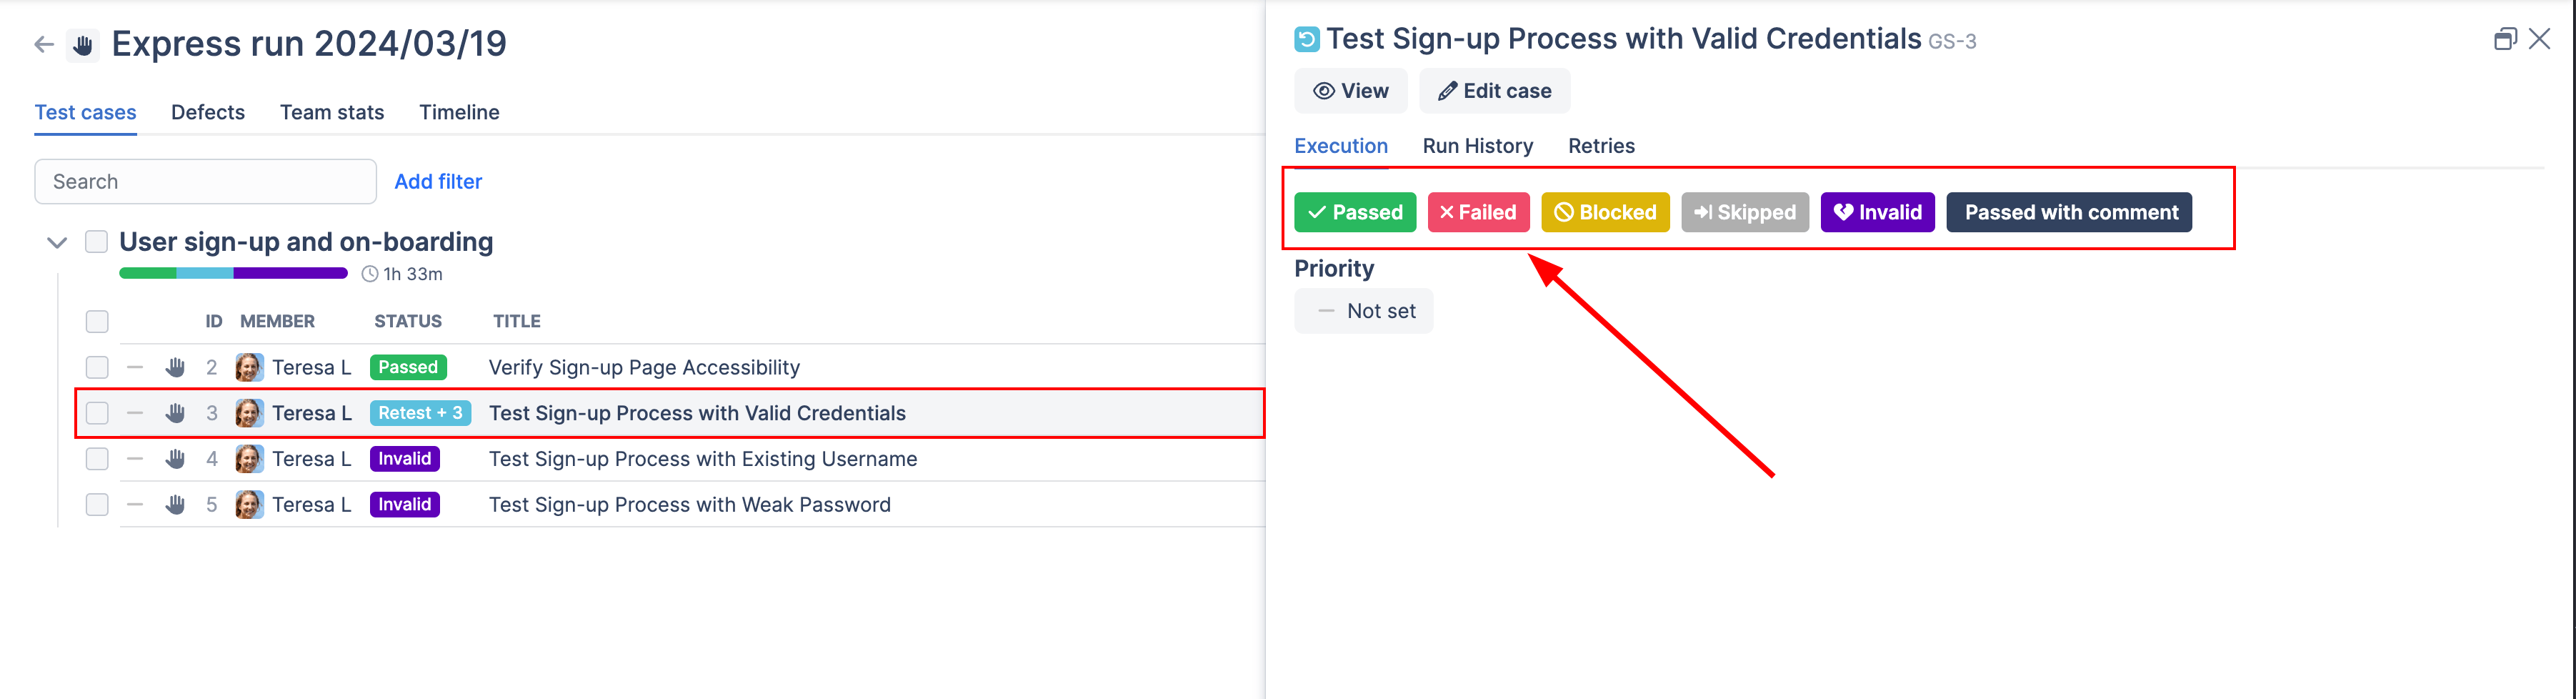 Express run 2024/03/19
Test cases Defects Team stats Timeline
Search Add filter
User sign-up and on-boarding
1h 33m
ID MEMBER STATUS TITLE
2 Teresa L Passed Verify Sign-up Page Accessibility
3 Teresa L Retest + 3 Test Sign-up Process with Valid Credentials
4 Teresa L Invalid Test Sign-up Process with Existing Username
5 Teresa L Invalid Test Sign-up Process with Weak Password
Test Sign-up Process with Valid Credentials GS-3
View Edit case
Execution Run History Retries
Passed Failed Blocked Skipped Invalid Passed with comment
Priority
Not set